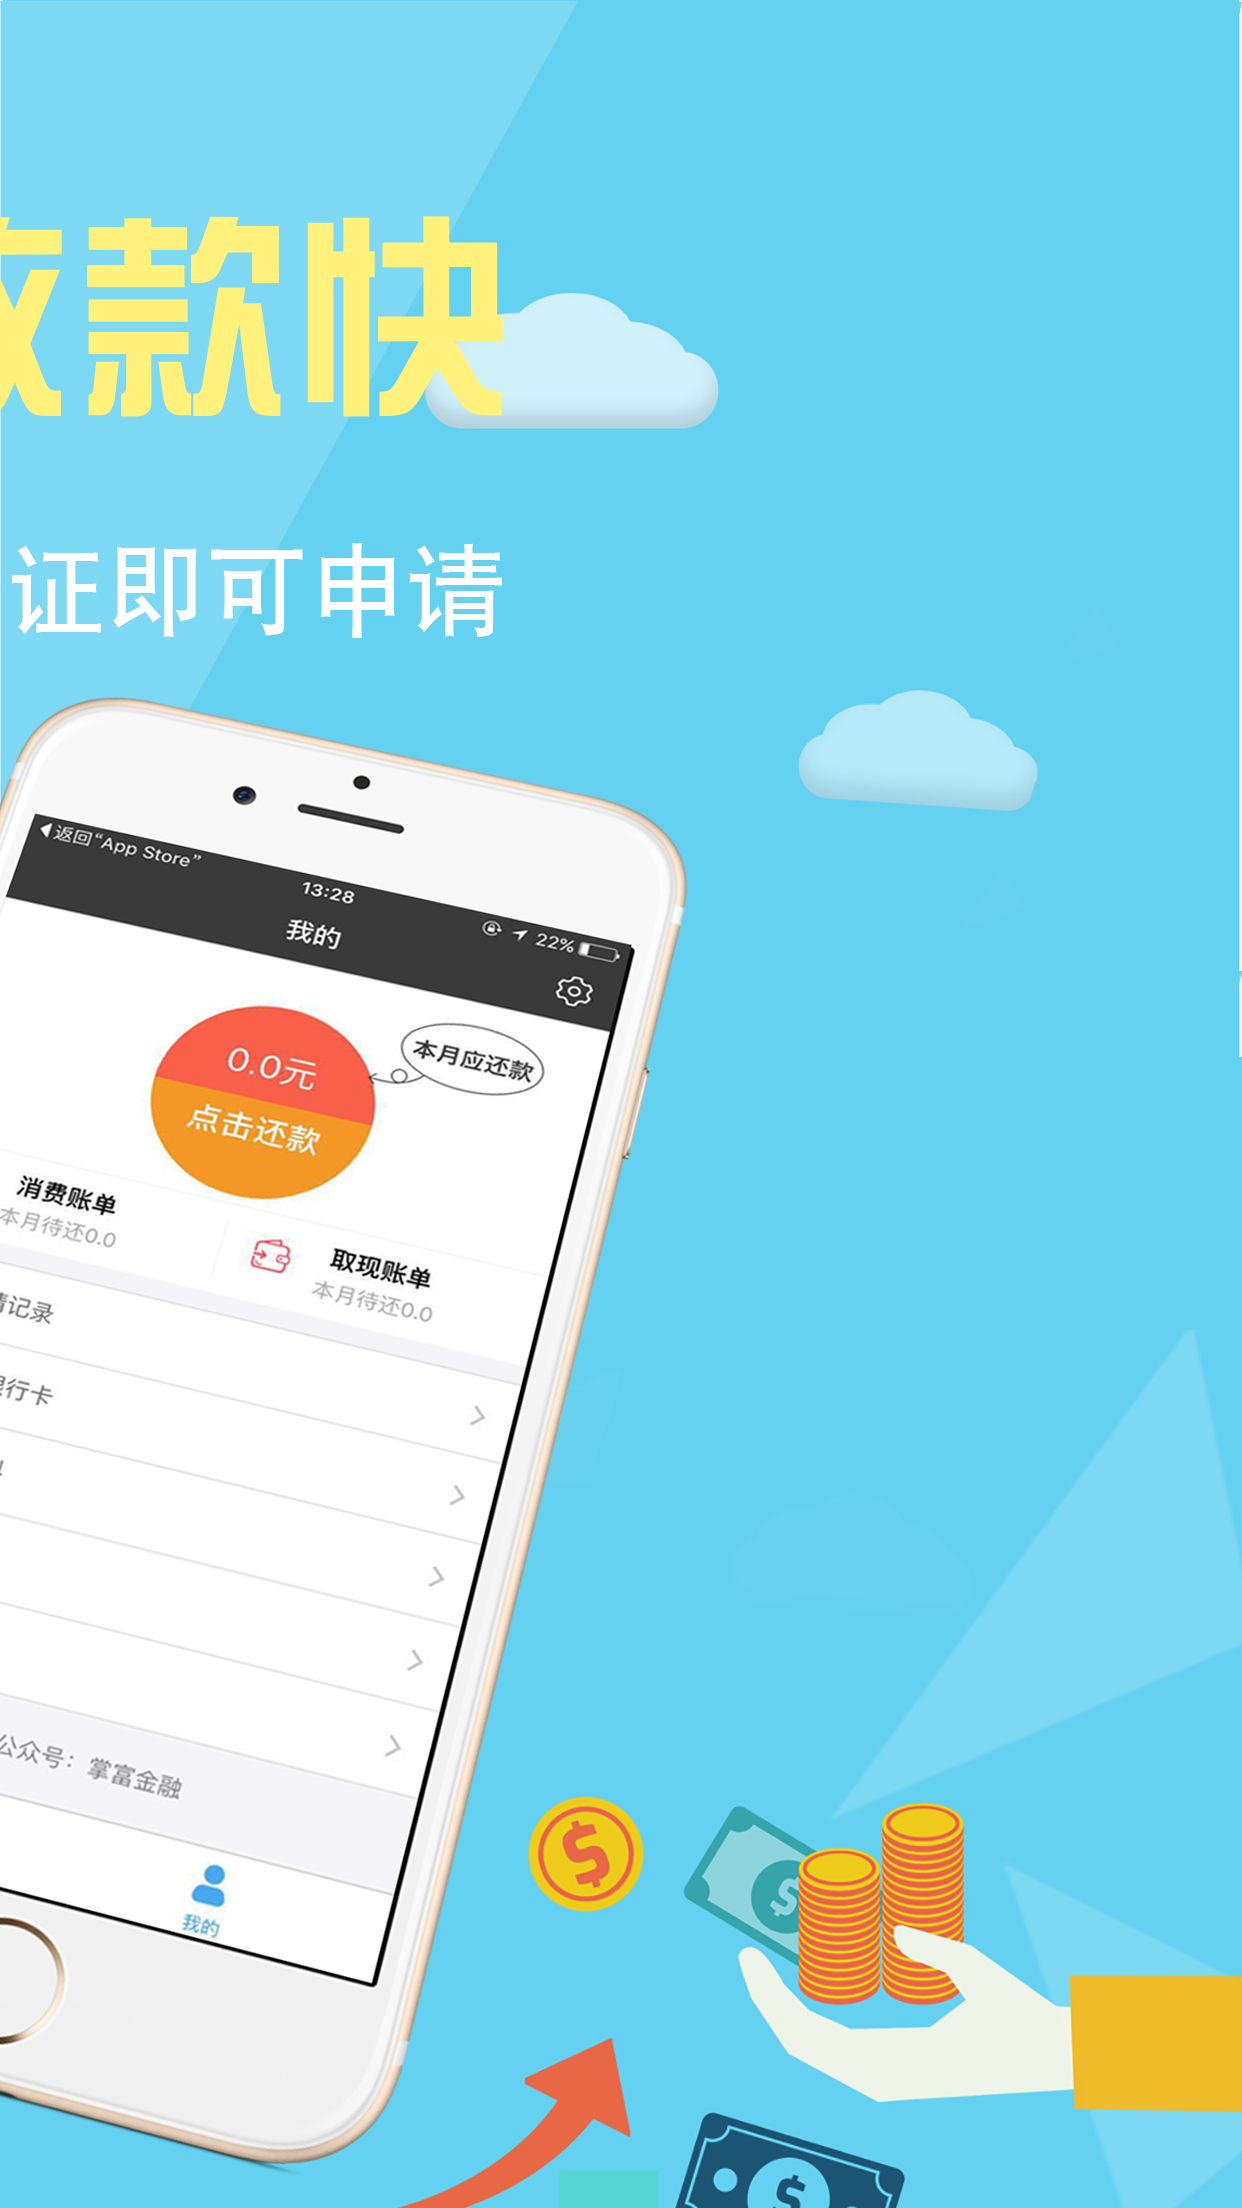 款快
证即可申请
返回“App Store”
13:28
22%
我的
本月应还款
0.0元
点击还款
消费账单
本月待还0.0
取现账单
本月待还0.0
记录
行卡
公众号：掌富金融
我的
$
$
$